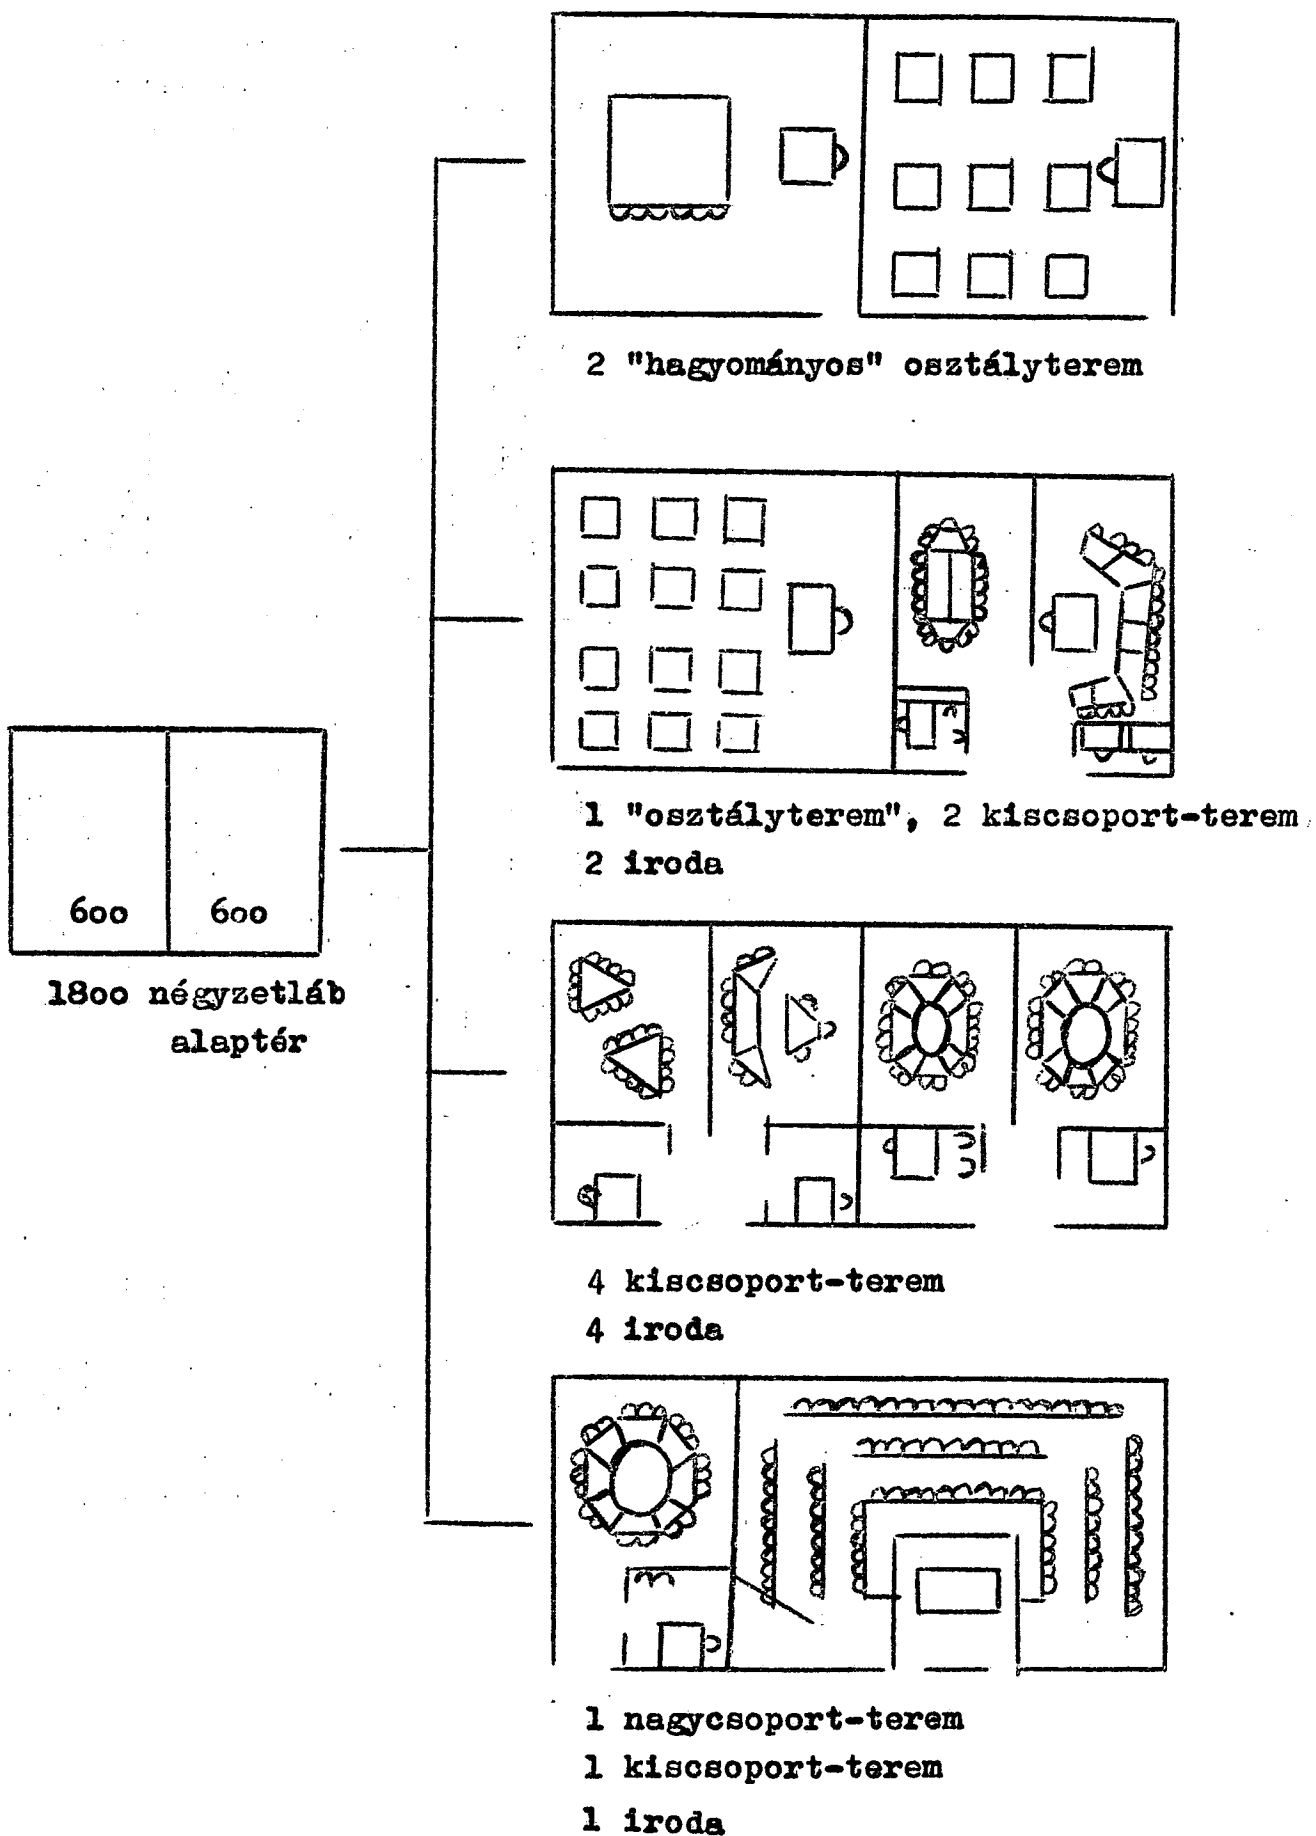 2 "hagyományos" osztályterem
1 "osztályterem", 2 kiscsoport-terem
2 iroda
600 600
1800 négyzetláb
alaptér
4 kiscsoport-terem
4 iroda
1 nagycsoport-terem
1 kiscsoport-terem
1 iroda